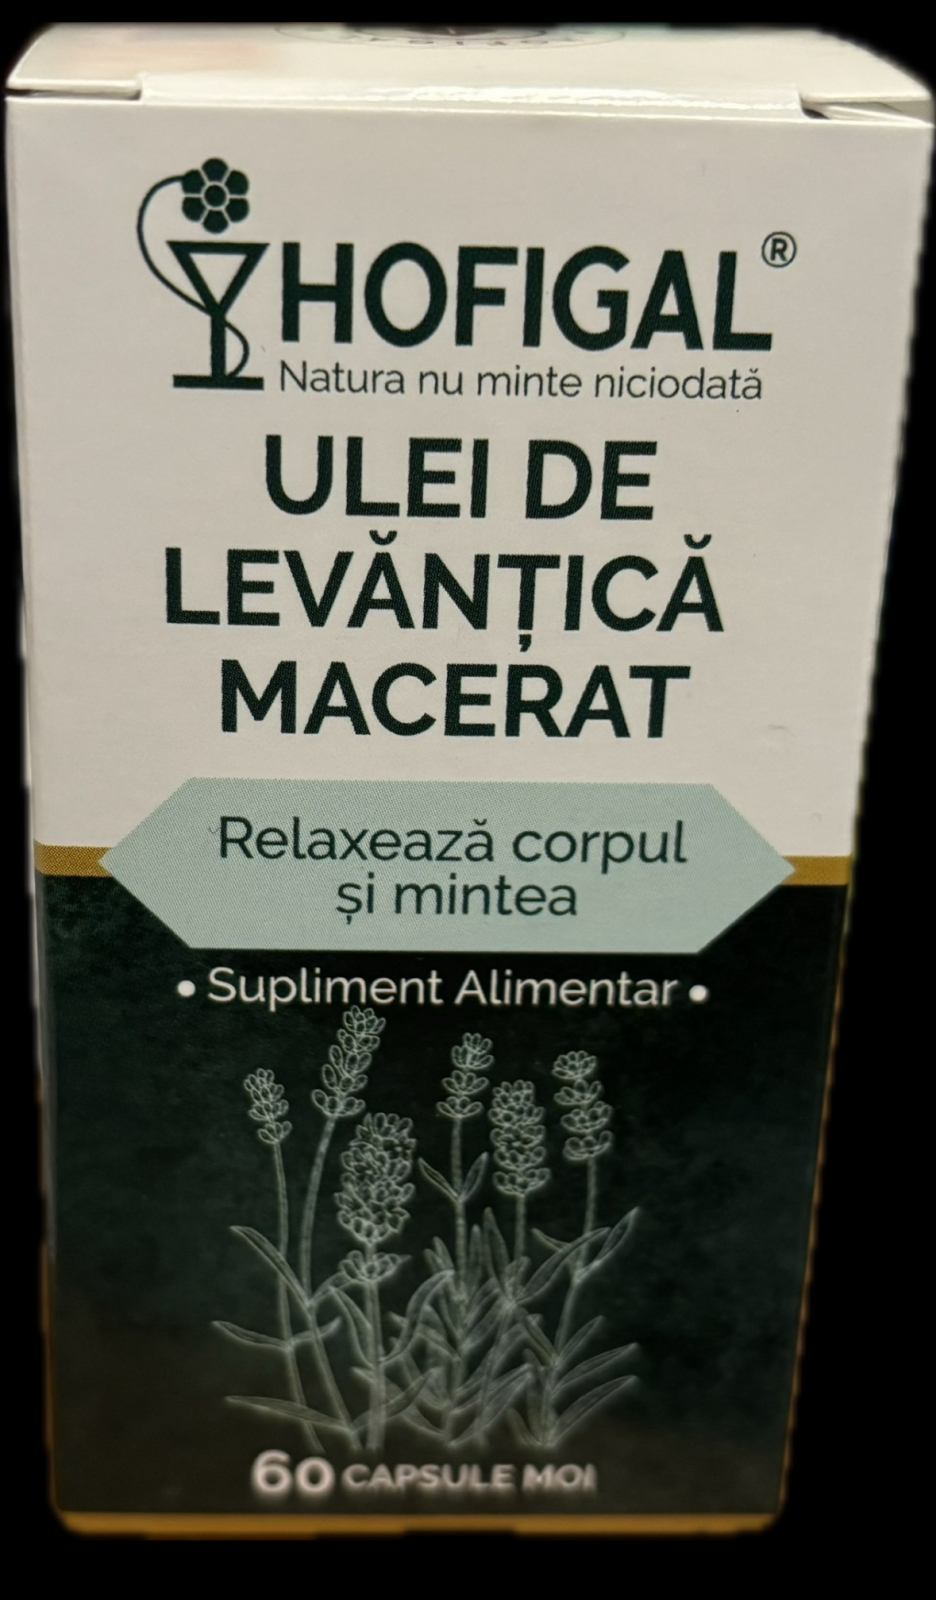 HOFIGAL®
Natura nu minte niciodată
ULEI DE
LEVĂNȚICĂ
MACERAT
Relaxează corpul
și mintea
• Supliment Alimentar •
60 CAPSULE MOI